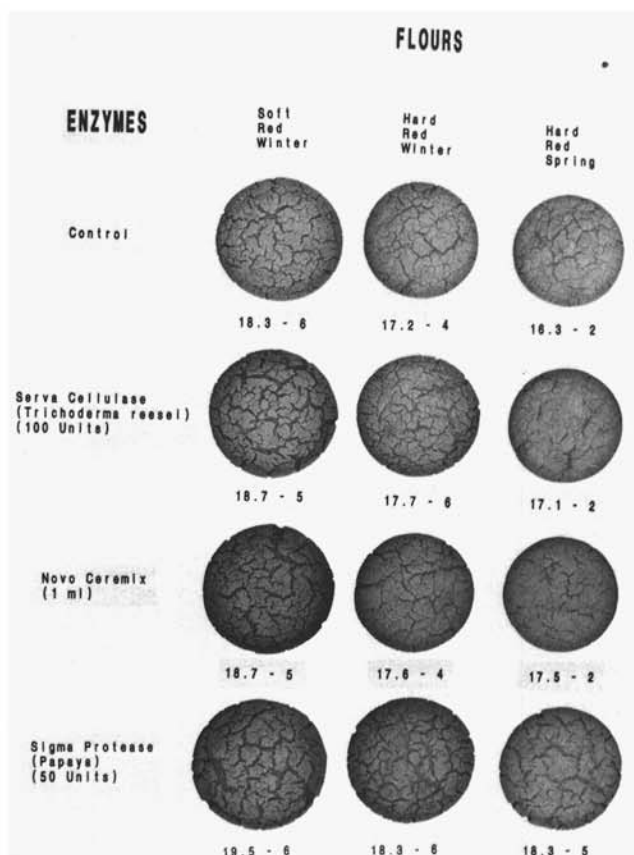 FLOURS
ENZYMES
Soft
Red
Winter
Hard
Red
Winter
Hard
Red
Spring
Control
18.3 - 6
17.2 - 4
16.3 - 2
Serva Cellulase
(Trichoderma reesei)
(100 Units)
18.7 - 5
17.7 - 6
17.1 - 2
Novo Ceremix
(1 ml)
18.7 - 5
17.6 - 4
17.5 - 2
Sigma Protease
(Papaya)
(50 Units)
19.5 - 6
18.3 - 6
18.3 - 5